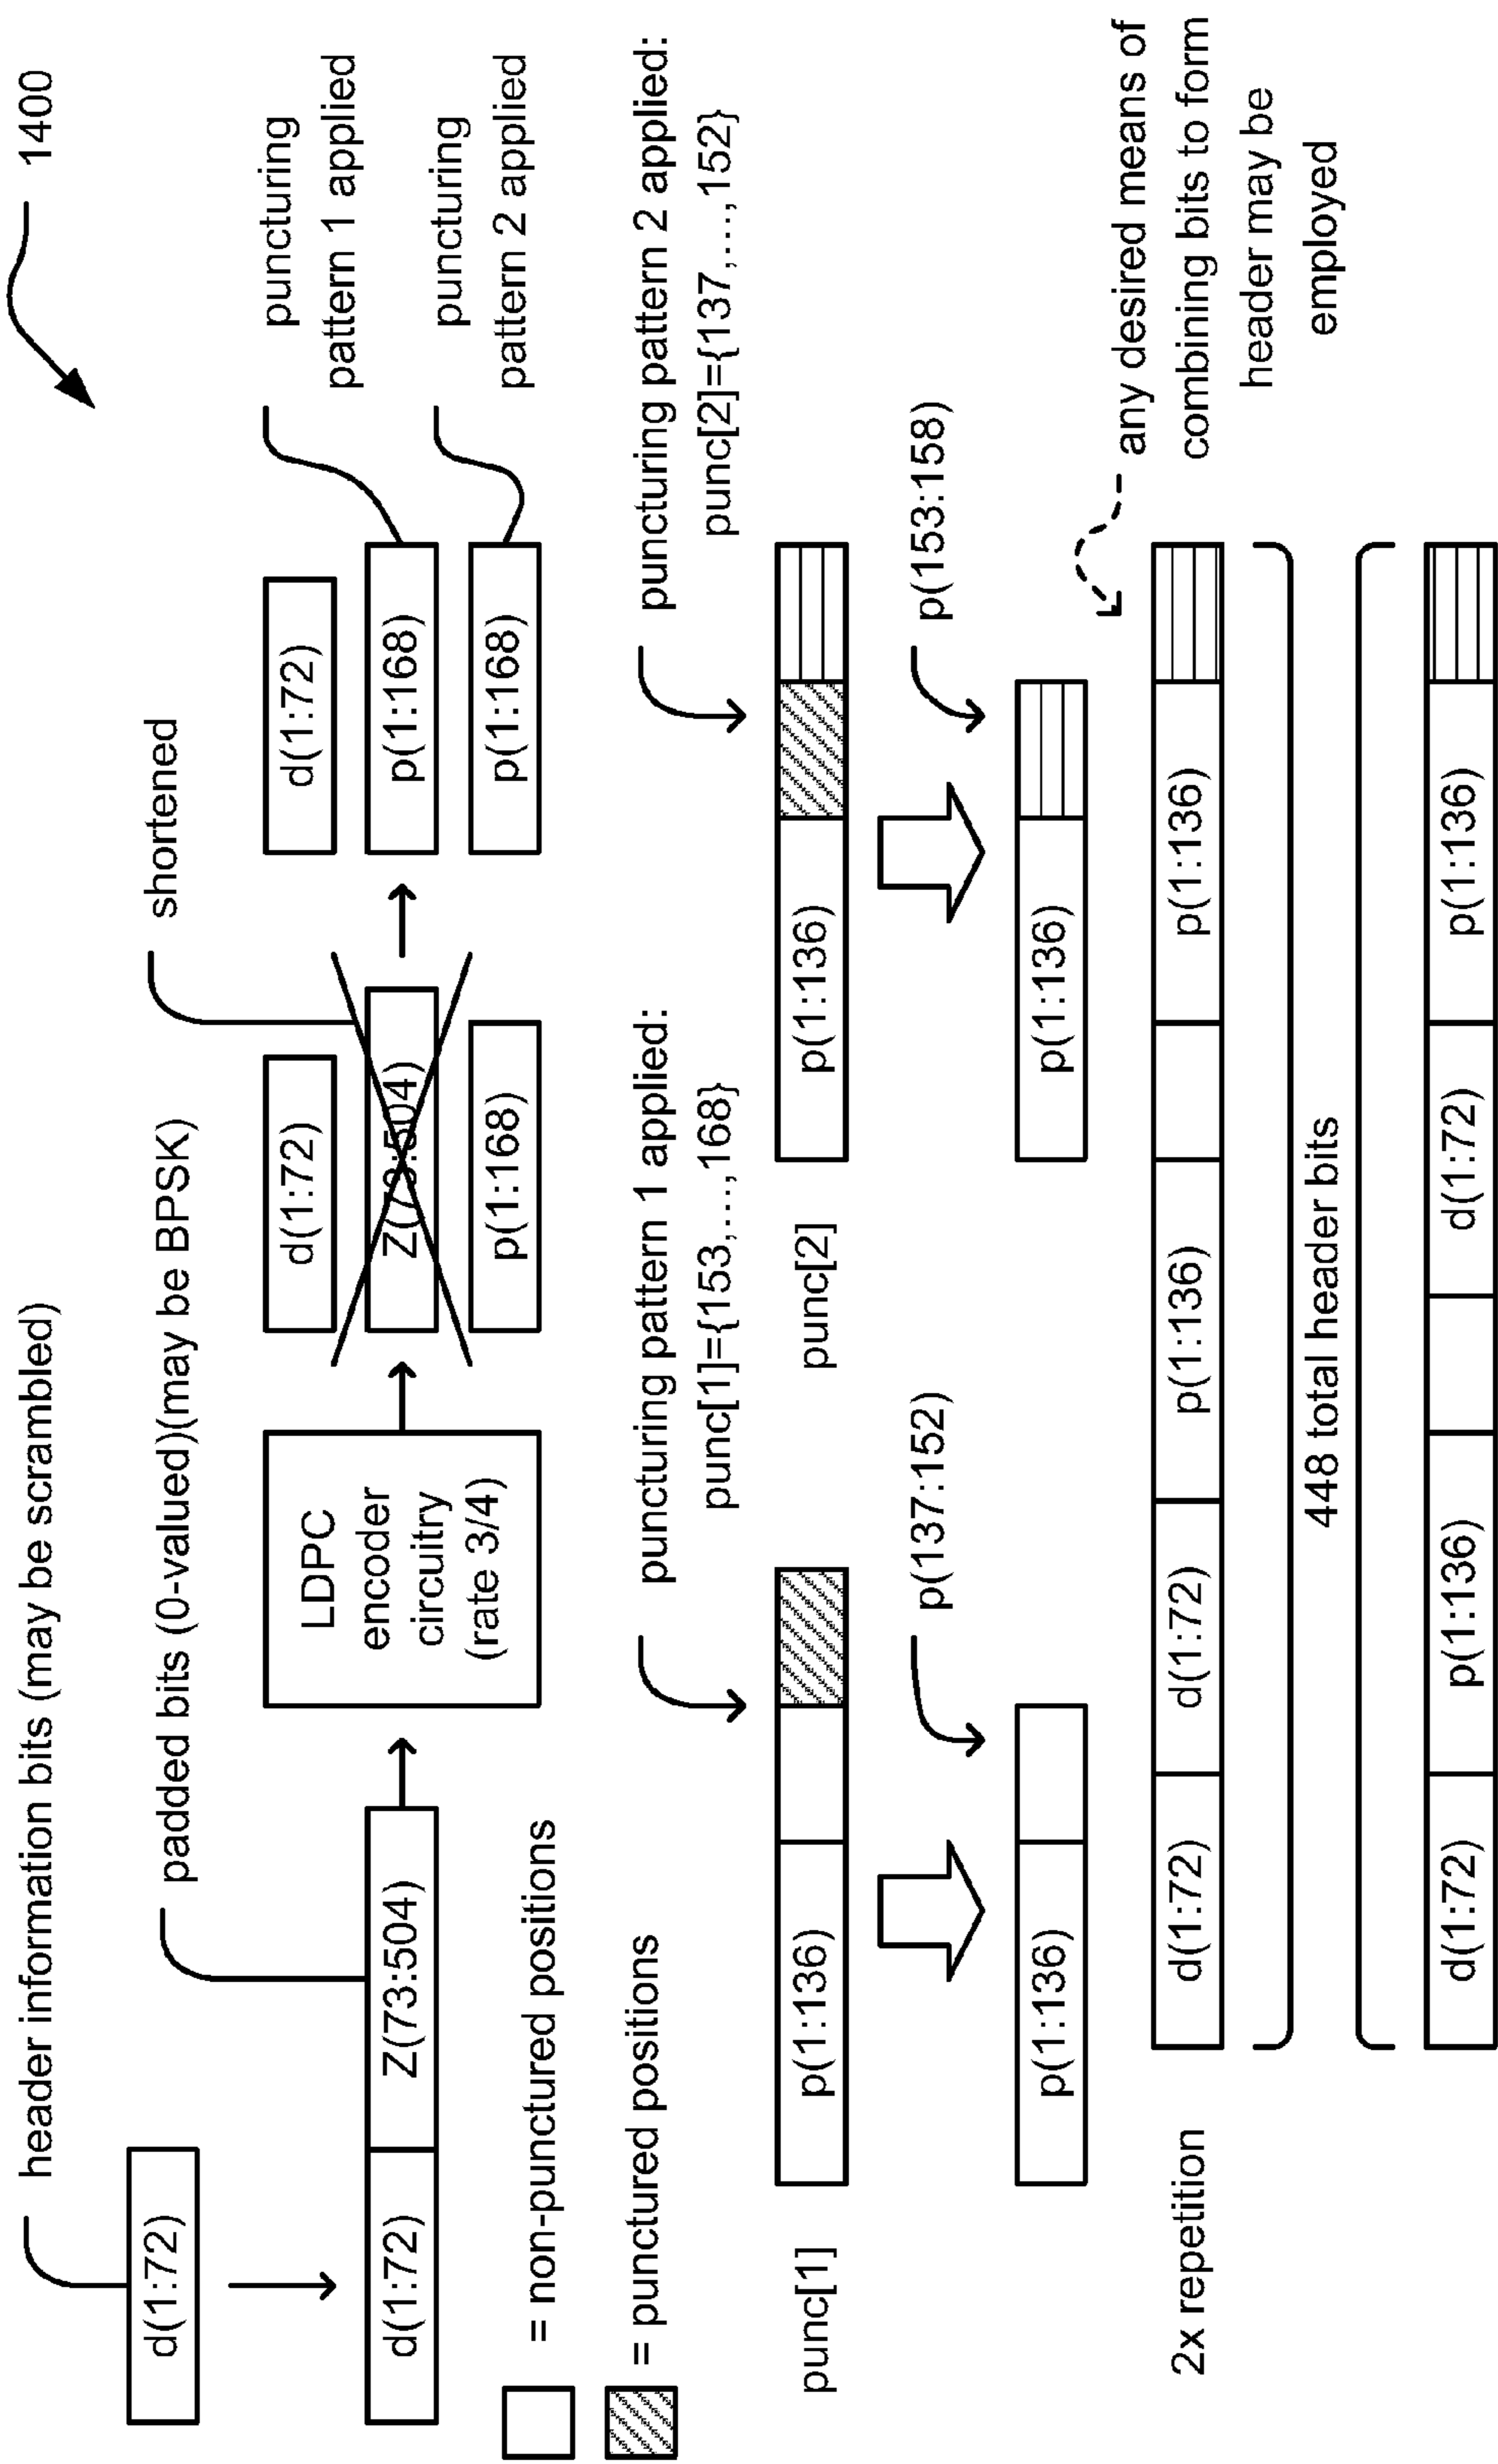 1400
header information bits (may be scrambled)
padded bits (0-valued)(may be BPSK)
shortened
d(1:72)
d(1:72)
Z(73:504)
LDPC
encoder
circuitry
(rate 3/4)
d(1:72)
Z(73:504)
p(1:168)
d(1:72)
p(1:168)
p(1:168)
puncturing
pattern 1 applied
puncturing
pattern 2 applied
= non-punctured positions
= punctured positions
puncturing pattern 1 applied:
punc[1]={153,...,168}
puncturing pattern 2 applied:
punc[2]={137,...,152}
punc[1]
p(1:136)
punc[2]
p(1:136)
p(137:152)
p(153:158)
p(1:136)
p(1:136)
any desired means of
combining bits to form
header may be
employed
2x repetition
d(1:72)
d(1:72)
p(1:136)
p(1:136)
448 total header bits
d(1:72)
p(1:136)
d(1:72)
p(1:136)